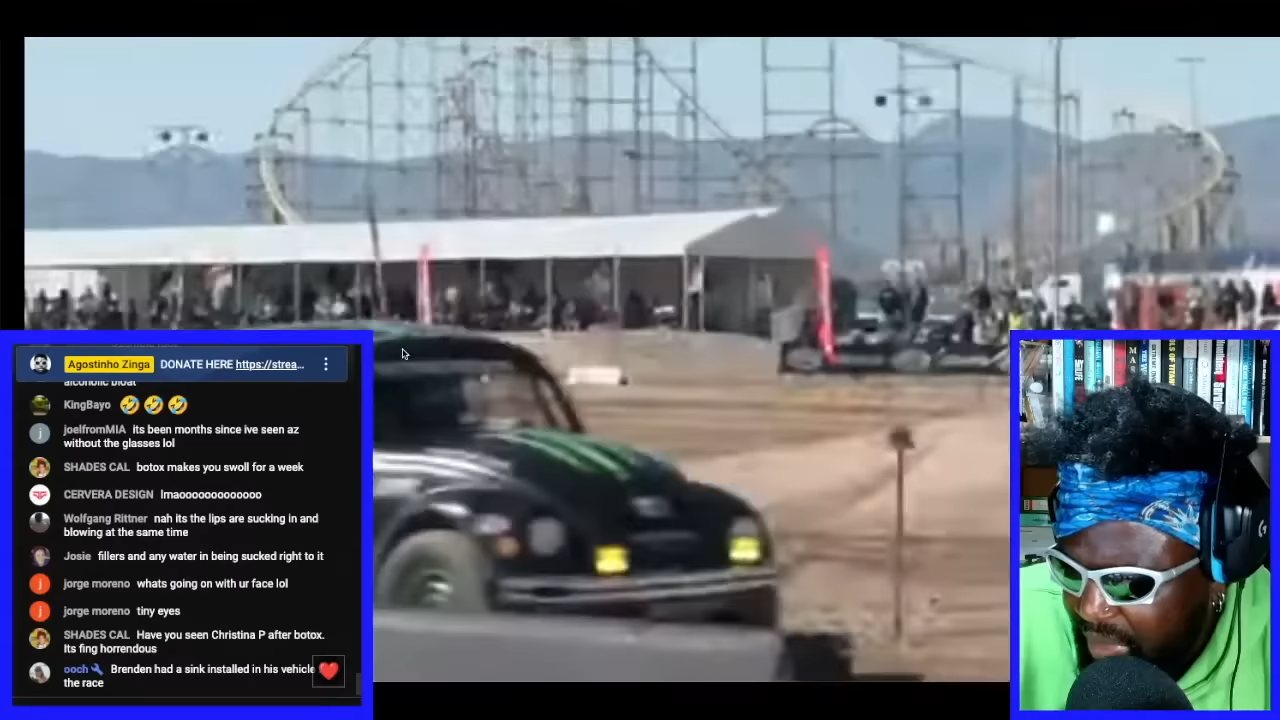 Agostinho Zinga DONATE HERE https://strea...
alcoholic bloat
KingBayo 🤣🤣🤣
joelfromMIA its been months since ive seen az
without the glasses lol
SHADES CAL botox makes you swoll for a week
CERVERA DESIGN lmaooooooooooooo
Wolfgang Rittner nah its the lips are sucking in and
blowing at the same time
Josie fillers and any water in being sucked right to it
jorge moreno whats going on with ur face lol
jorge moreno tiny eyes
SHADES CAL Have you seen Christina P after botox.
Its fing horrendous
ooch Brenden had a sink installed in his vehicle
the race